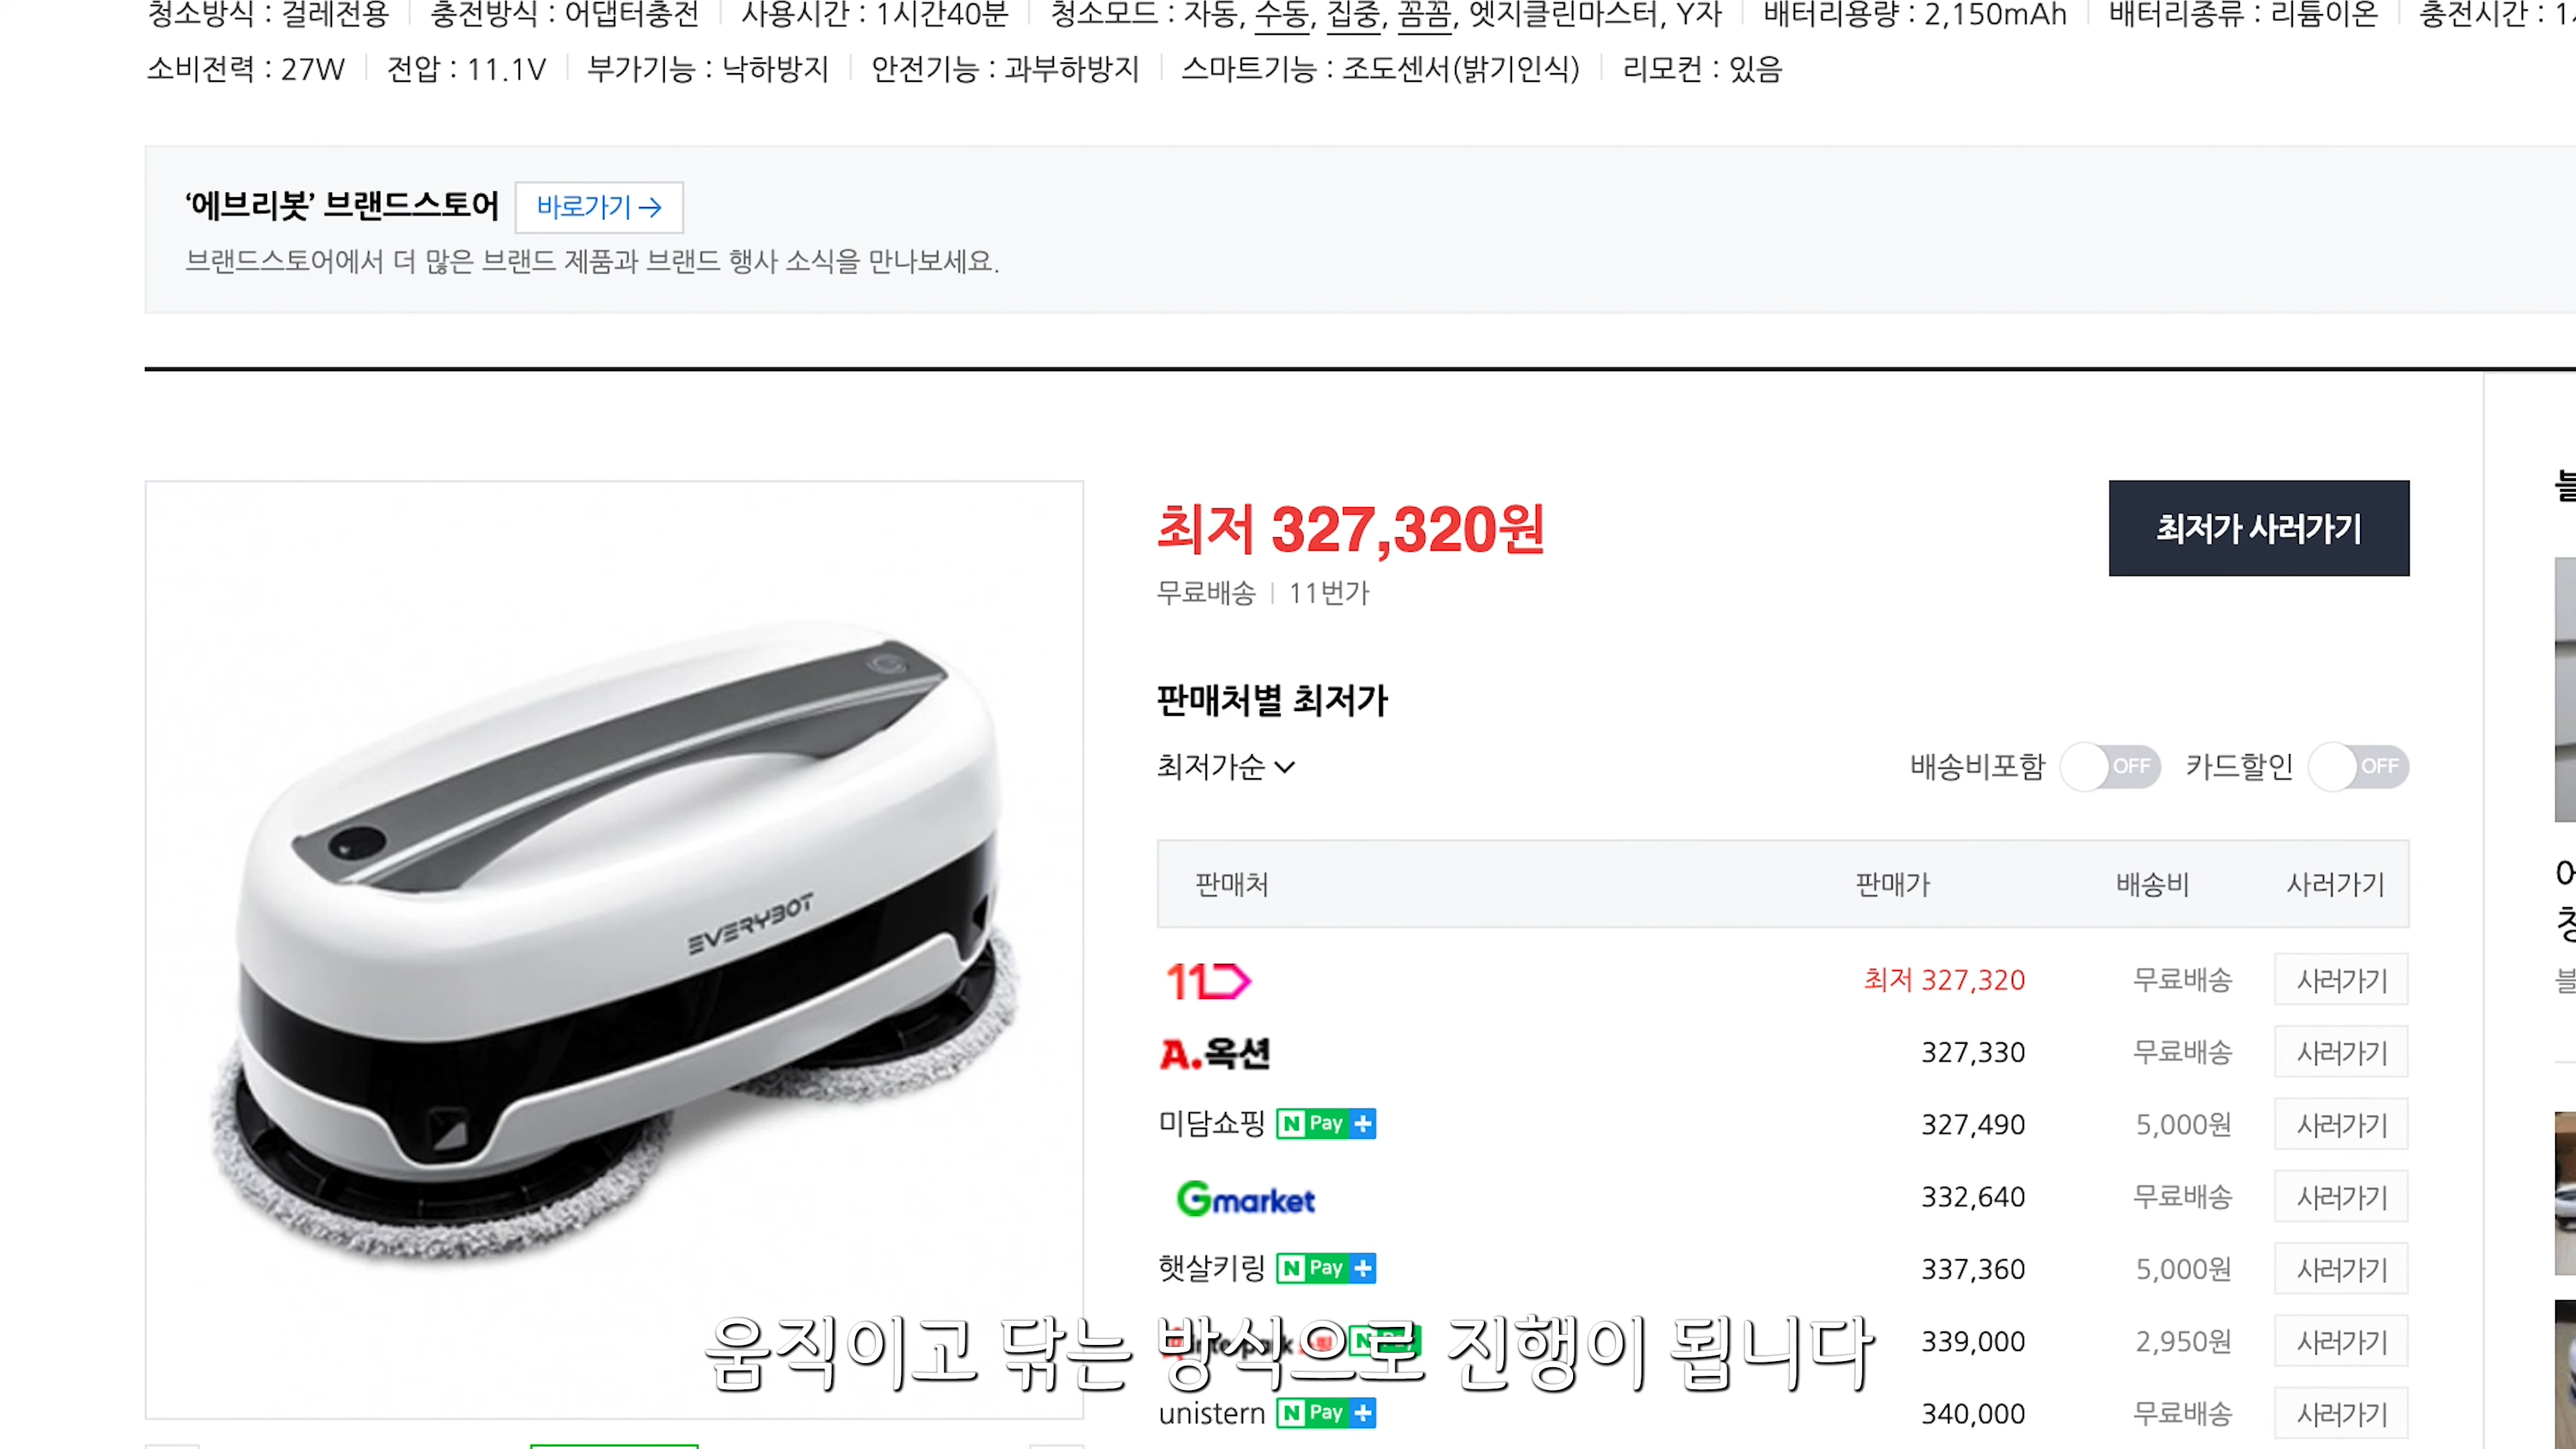 청소방식 : 걸레전용 충전방식 : 어댑터충전 사용시간 : 1시간40분 청소모드 : 자동, 수동, 집중, 꼼꼼, 엣지클린마스터, Y자 배터리용량 : 2,150mAh 배터리종류 : 리튬이온 충전시간 :
소비전력 : 27W 전압 : 11.1V 부가기능 : 낙하방지 안전기능 : 과부하방지 스마트기능 : 조도센서(밝기인식) 리모컨 : 있음
‘에브리봇’ 브랜드스토어 바로가기 →
브랜드스토어에서 더 많은 브랜드 제품과 브랜드 행사 소식을 만나보세요.
EVERYBOT
최저 327,320원
최저가 사러가기
무료배송 11번가
판매처별 최저가
최저가순
배송비포함 OFF 카드할인 OFF
판매처 판매가 배송비 사러가기
11 최저 327,320 무료배송 사러가기
A.옥션 327,330 무료배송 사러가기
미담쇼핑 N Pay + 327,490 5,000원 사러가기
Gmarket 332,640 무료배송 사러가기
햇살키링 N Pay + 337,360 5,000원 사러가기
339,000 2,950원 사러가기
움직이고 닦는 방식으로 진행이 됩니다
unistern N Pay + 340,000 무료배송 사러가기